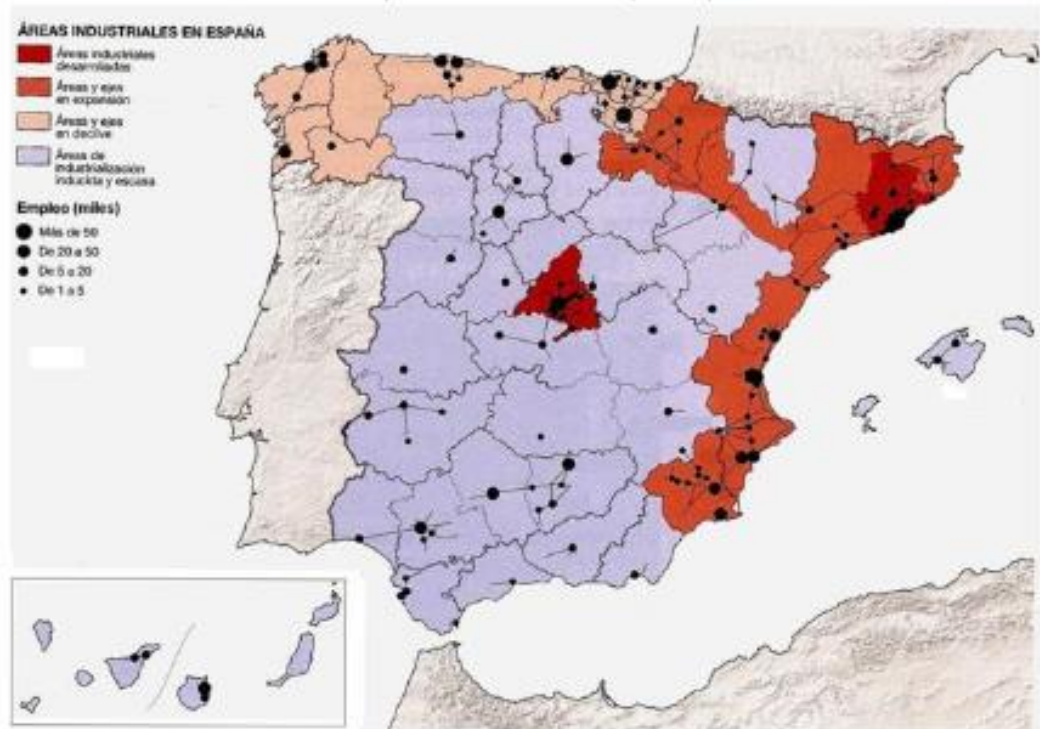 ÁREAS INDUSTRIALES EN ESPAÑA
Áreas industriales
desarrolladas
Áreas y ejes
en expansión
Áreas y ejes
en declive
Áreas de
industrialización
inducida y escasa
Empleo (miles)
Más de 50
De 20 a 50
De 5 a 20
De 1 a 5